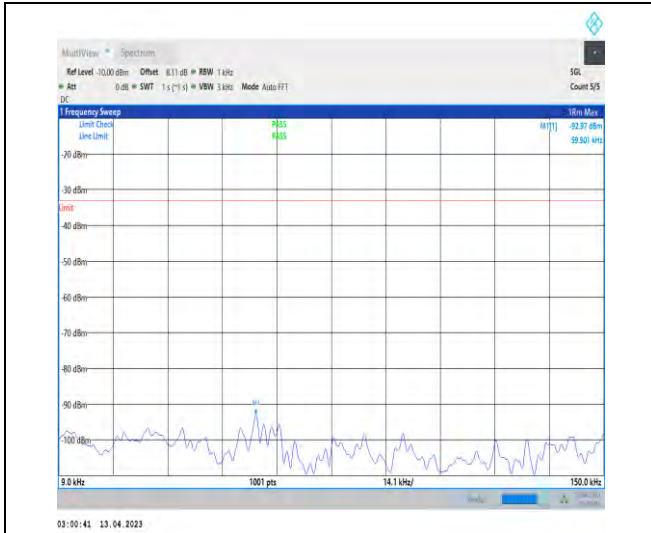 MultiView Spectrum
Ref Level -10.00 dBm Offset 8.11 dB RBW 1 kHz SGL
Att 0 dB SWT 1 s (~1 s) VBW 3 kHz Mode Auto FFT Count 5/5
DC
1 Frequency Sweep 1Rm Max
Limit Check PASS M1[1] -92.97 dBm
Line Limit PASS 59.501 kHz
-20 dBm
-30 dBm
Limit
-40 dBm
-50 dBm
-60 dBm
-70 dBm
-80 dBm
-90 dBm
M1
-100 dBm
9.0 kHz 1001 pts 14.1 kHz/ 150.0 kHz
03:00:41 13.04.2023